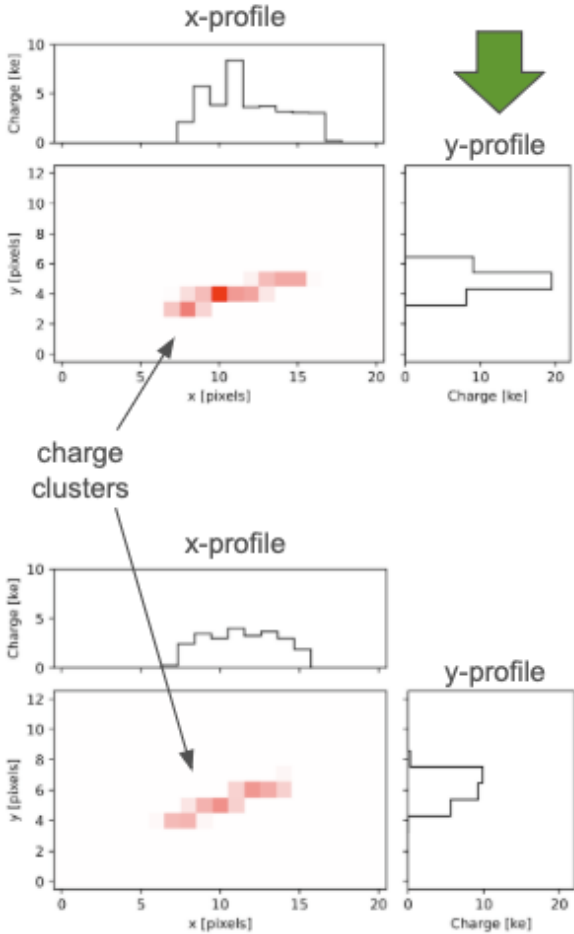 x-profile
10
5
0
Charge [ke]
y-profile
12
10
8
6
4
2
0
y [pixels]
0 5 10 15 20
x [pixels]
0 10 20
Charge [ke]
charge
clusters
x-profile
10
5
0
Charge [ke]
y-profile
12
10
8
6
4
2
0
y [pixels]
0 5 10 15 20
x [pixels]
0 10 20
Charge [ke]